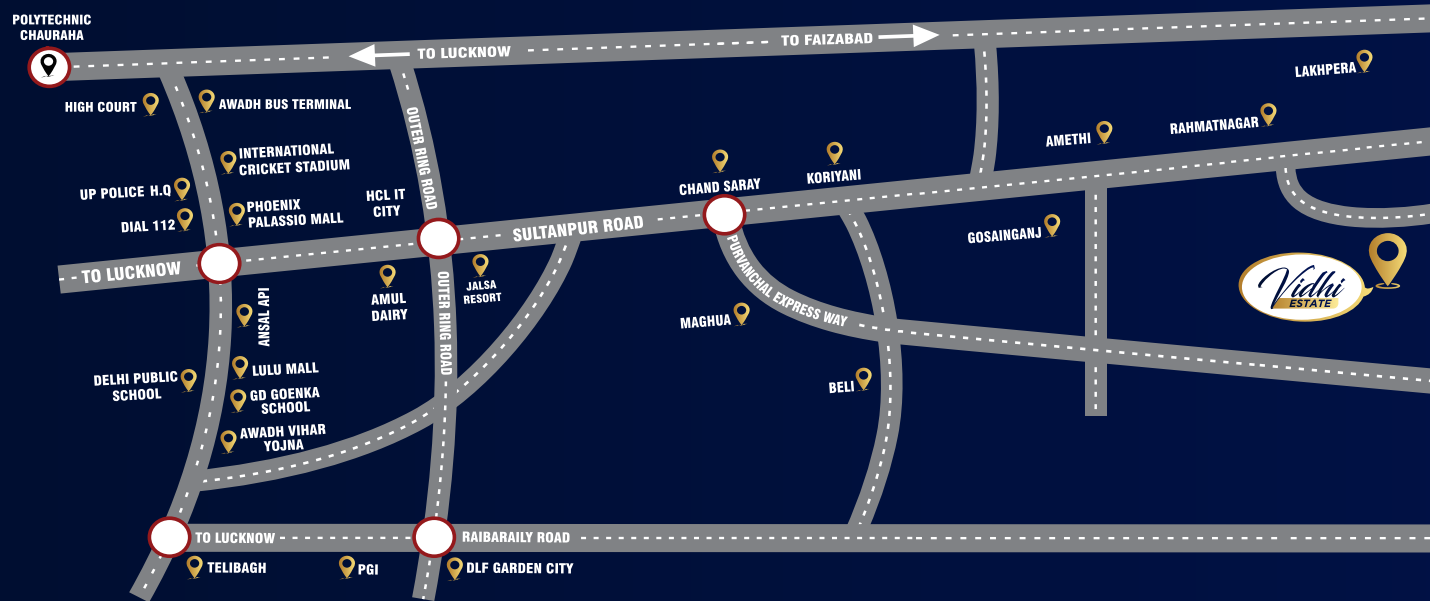 POLYTECHNIC
CHAURAHA
TO LUCKNOW
TO FAIZABAD
LAKHPERA
HIGH COURT
AWADH BUS TERMINAL
OUTER RING ROAD
AMETHI
RAHMATNAGAR
INTERNATIONAL
CRICKET STADIUM
UP POLICE H.Q
DIAL 112
PHOENIX
PALASSIO MALL
HCL IT
CITY
CHAND SARAY
KORIYANI
SULTANPUR ROAD
GOSAINGANJ
TO LUCKNOW
AMUL
DAIRY
JALSA
RESORT
OUTER RING ROAD
PURVANCHAL EXPRESS WAY
Vidhi
ESTATE
ANSAL API
MAGHUA
DELHI PUBLIC
SCHOOL
LULU MALL
GD GOENKA
SCHOOL
BELI
AWADH VIHAR
YOJNA
TO LUCKNOW
RAIBARAILY ROAD
TELIBAGH
PGI
DLF GARDEN CITY